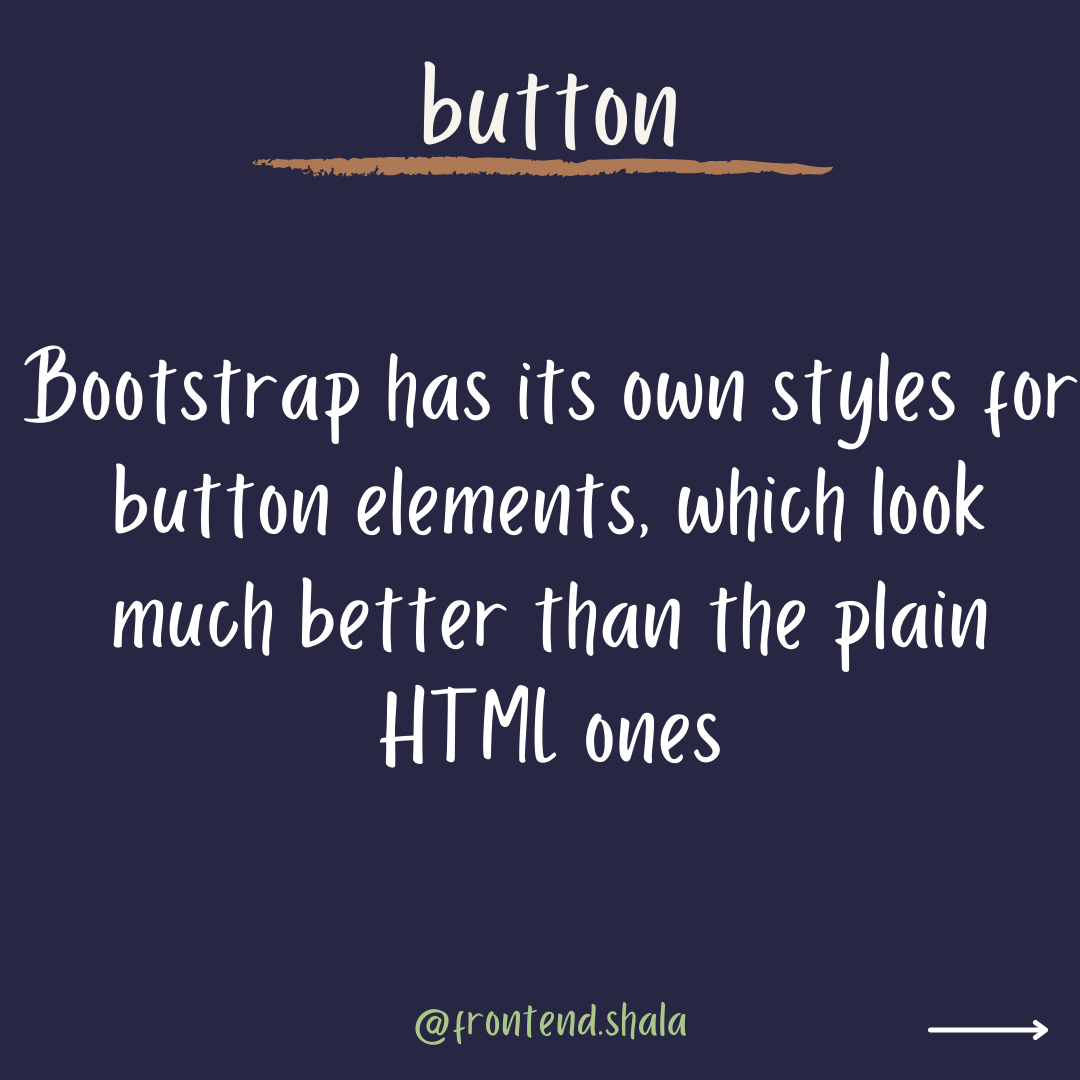 button
Bootstrap has its own styles for
button elements, which look
much better than the plain
HTML ones
@frontend.shala